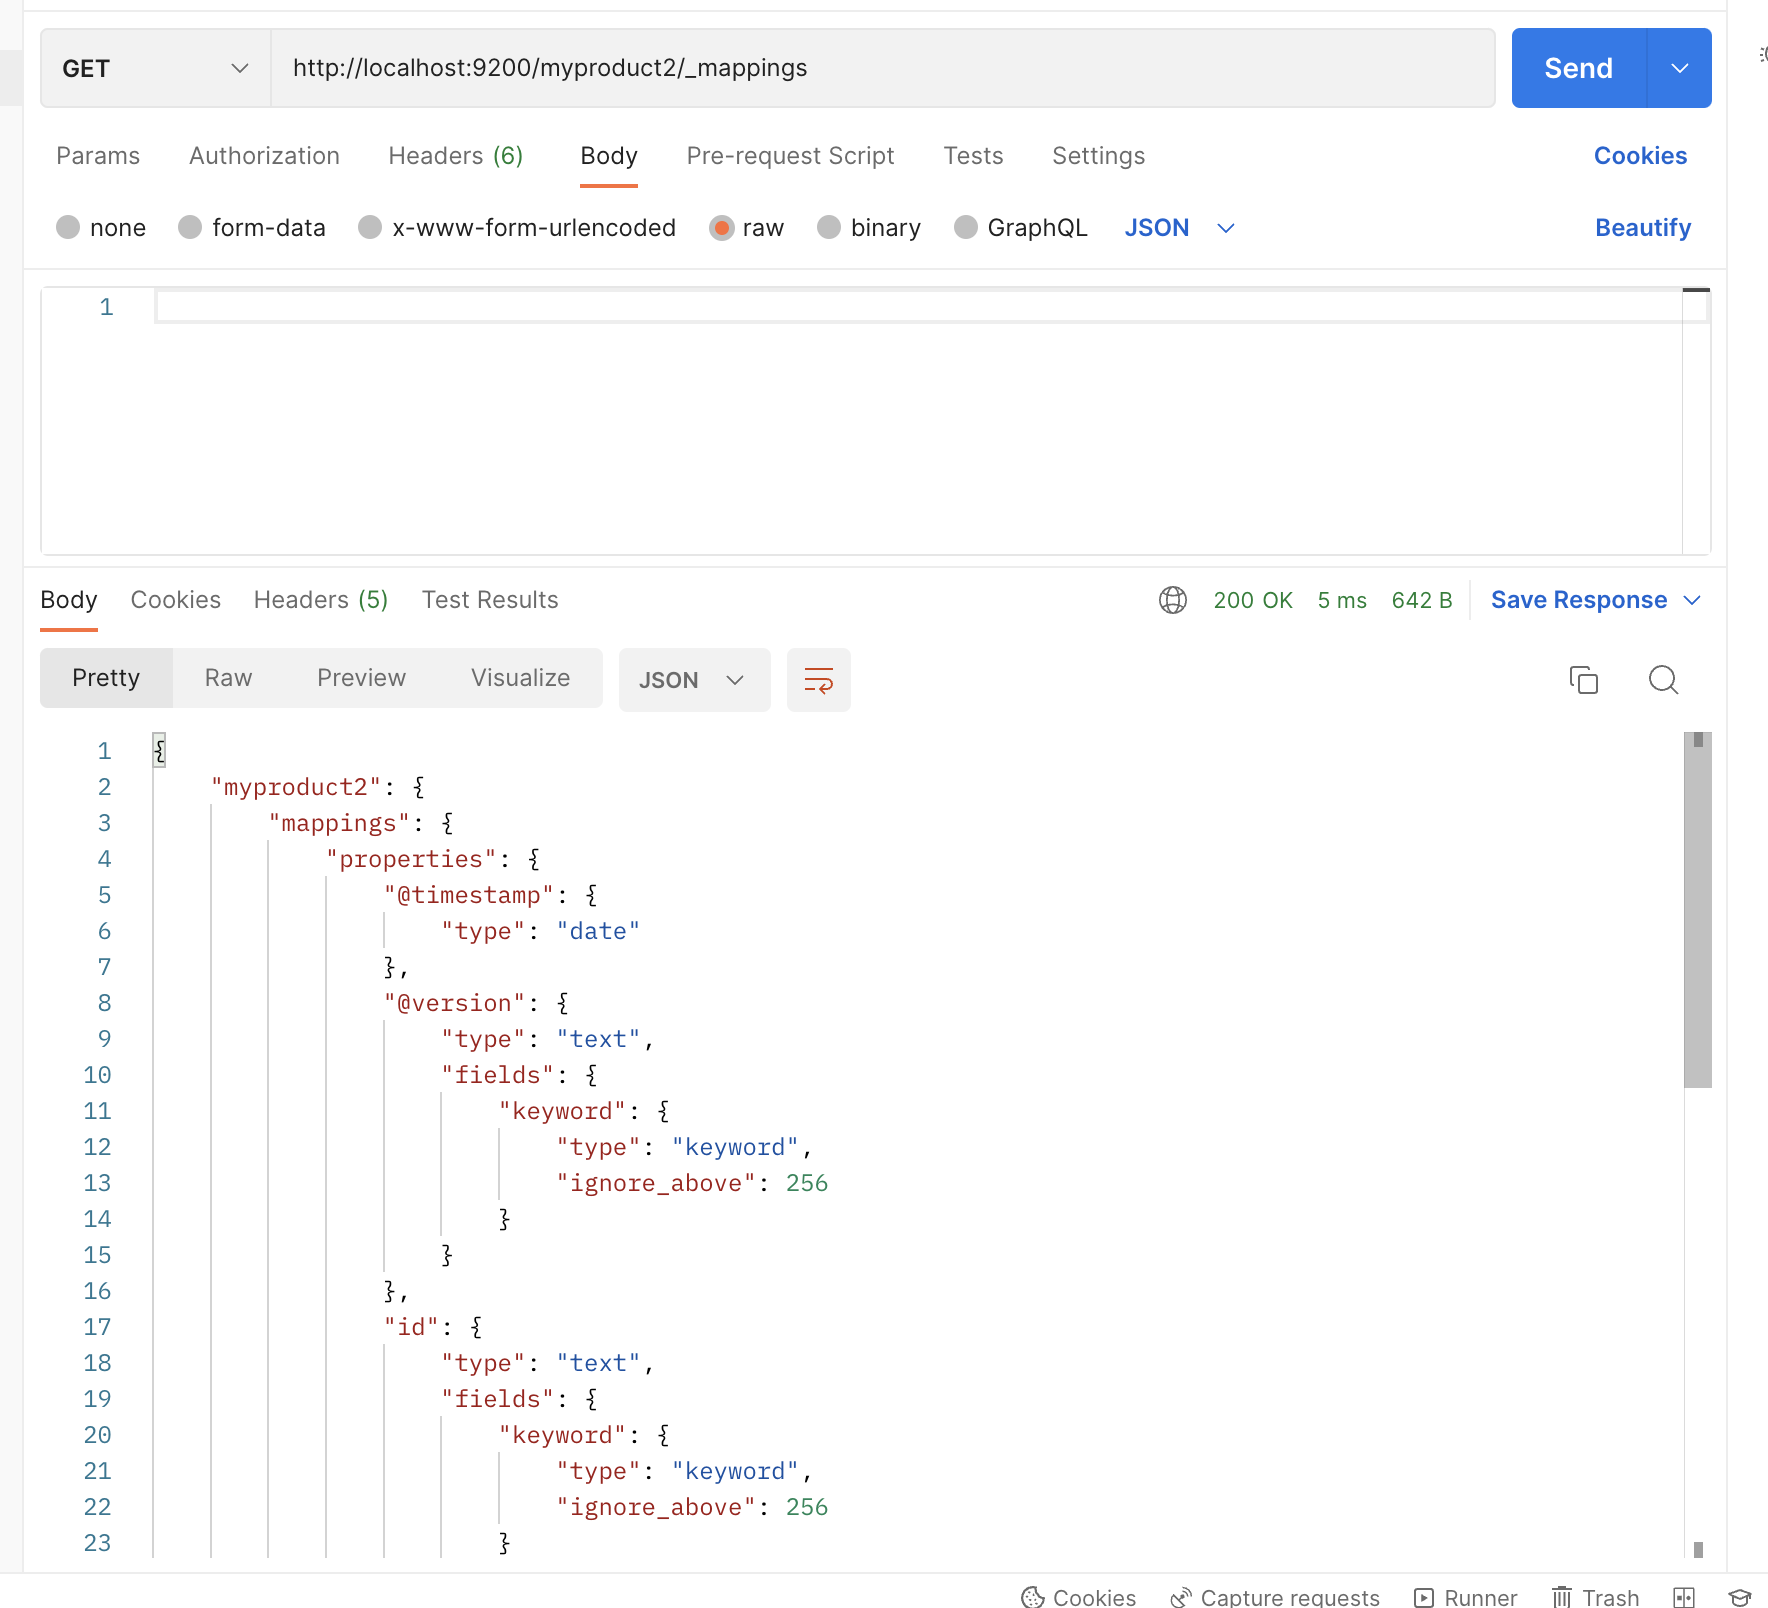 GET http://localhost:9200/myproduct2/_mappings Send
Params Authorization Headers (6) Body Pre-request Script Tests Settings Cookies
none form-data x-www-form-urlencoded raw binary GraphQL JSON Beautify
1
Body Cookies Headers (5) Test Results 200 OK 5 ms 642 B Save Response
Pretty Raw Preview Visualize JSON
1 {
2 "myproduct2": {
3 "mappings": {
4 "properties": {
5 "@timestamp": {
6 "type": "date"
7 },
8 "@version": {
9 "type": "text",
10 "fields": {
11 "keyword": {
12 "type": "keyword",
13 "ignore_above": 256
14 }
15 }
16 },
17 "id": {
18 "type": "text",
19 "fields": {
20 "keyword": {
21 "type": "keyword",
22 "ignore_above": 256
23 }
Cookies Capture requests Runner Trash